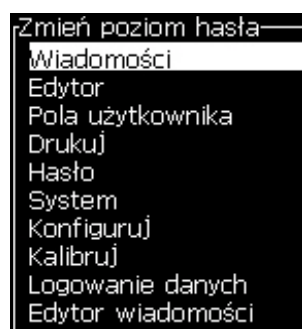 Zmień poziom hasła
Wiadomości
Edytor
Pola użytkownika
Drukuj
Hasło
System
Konfiguruj
Kalibruj
Logowanie danych
Edytor wiadomości